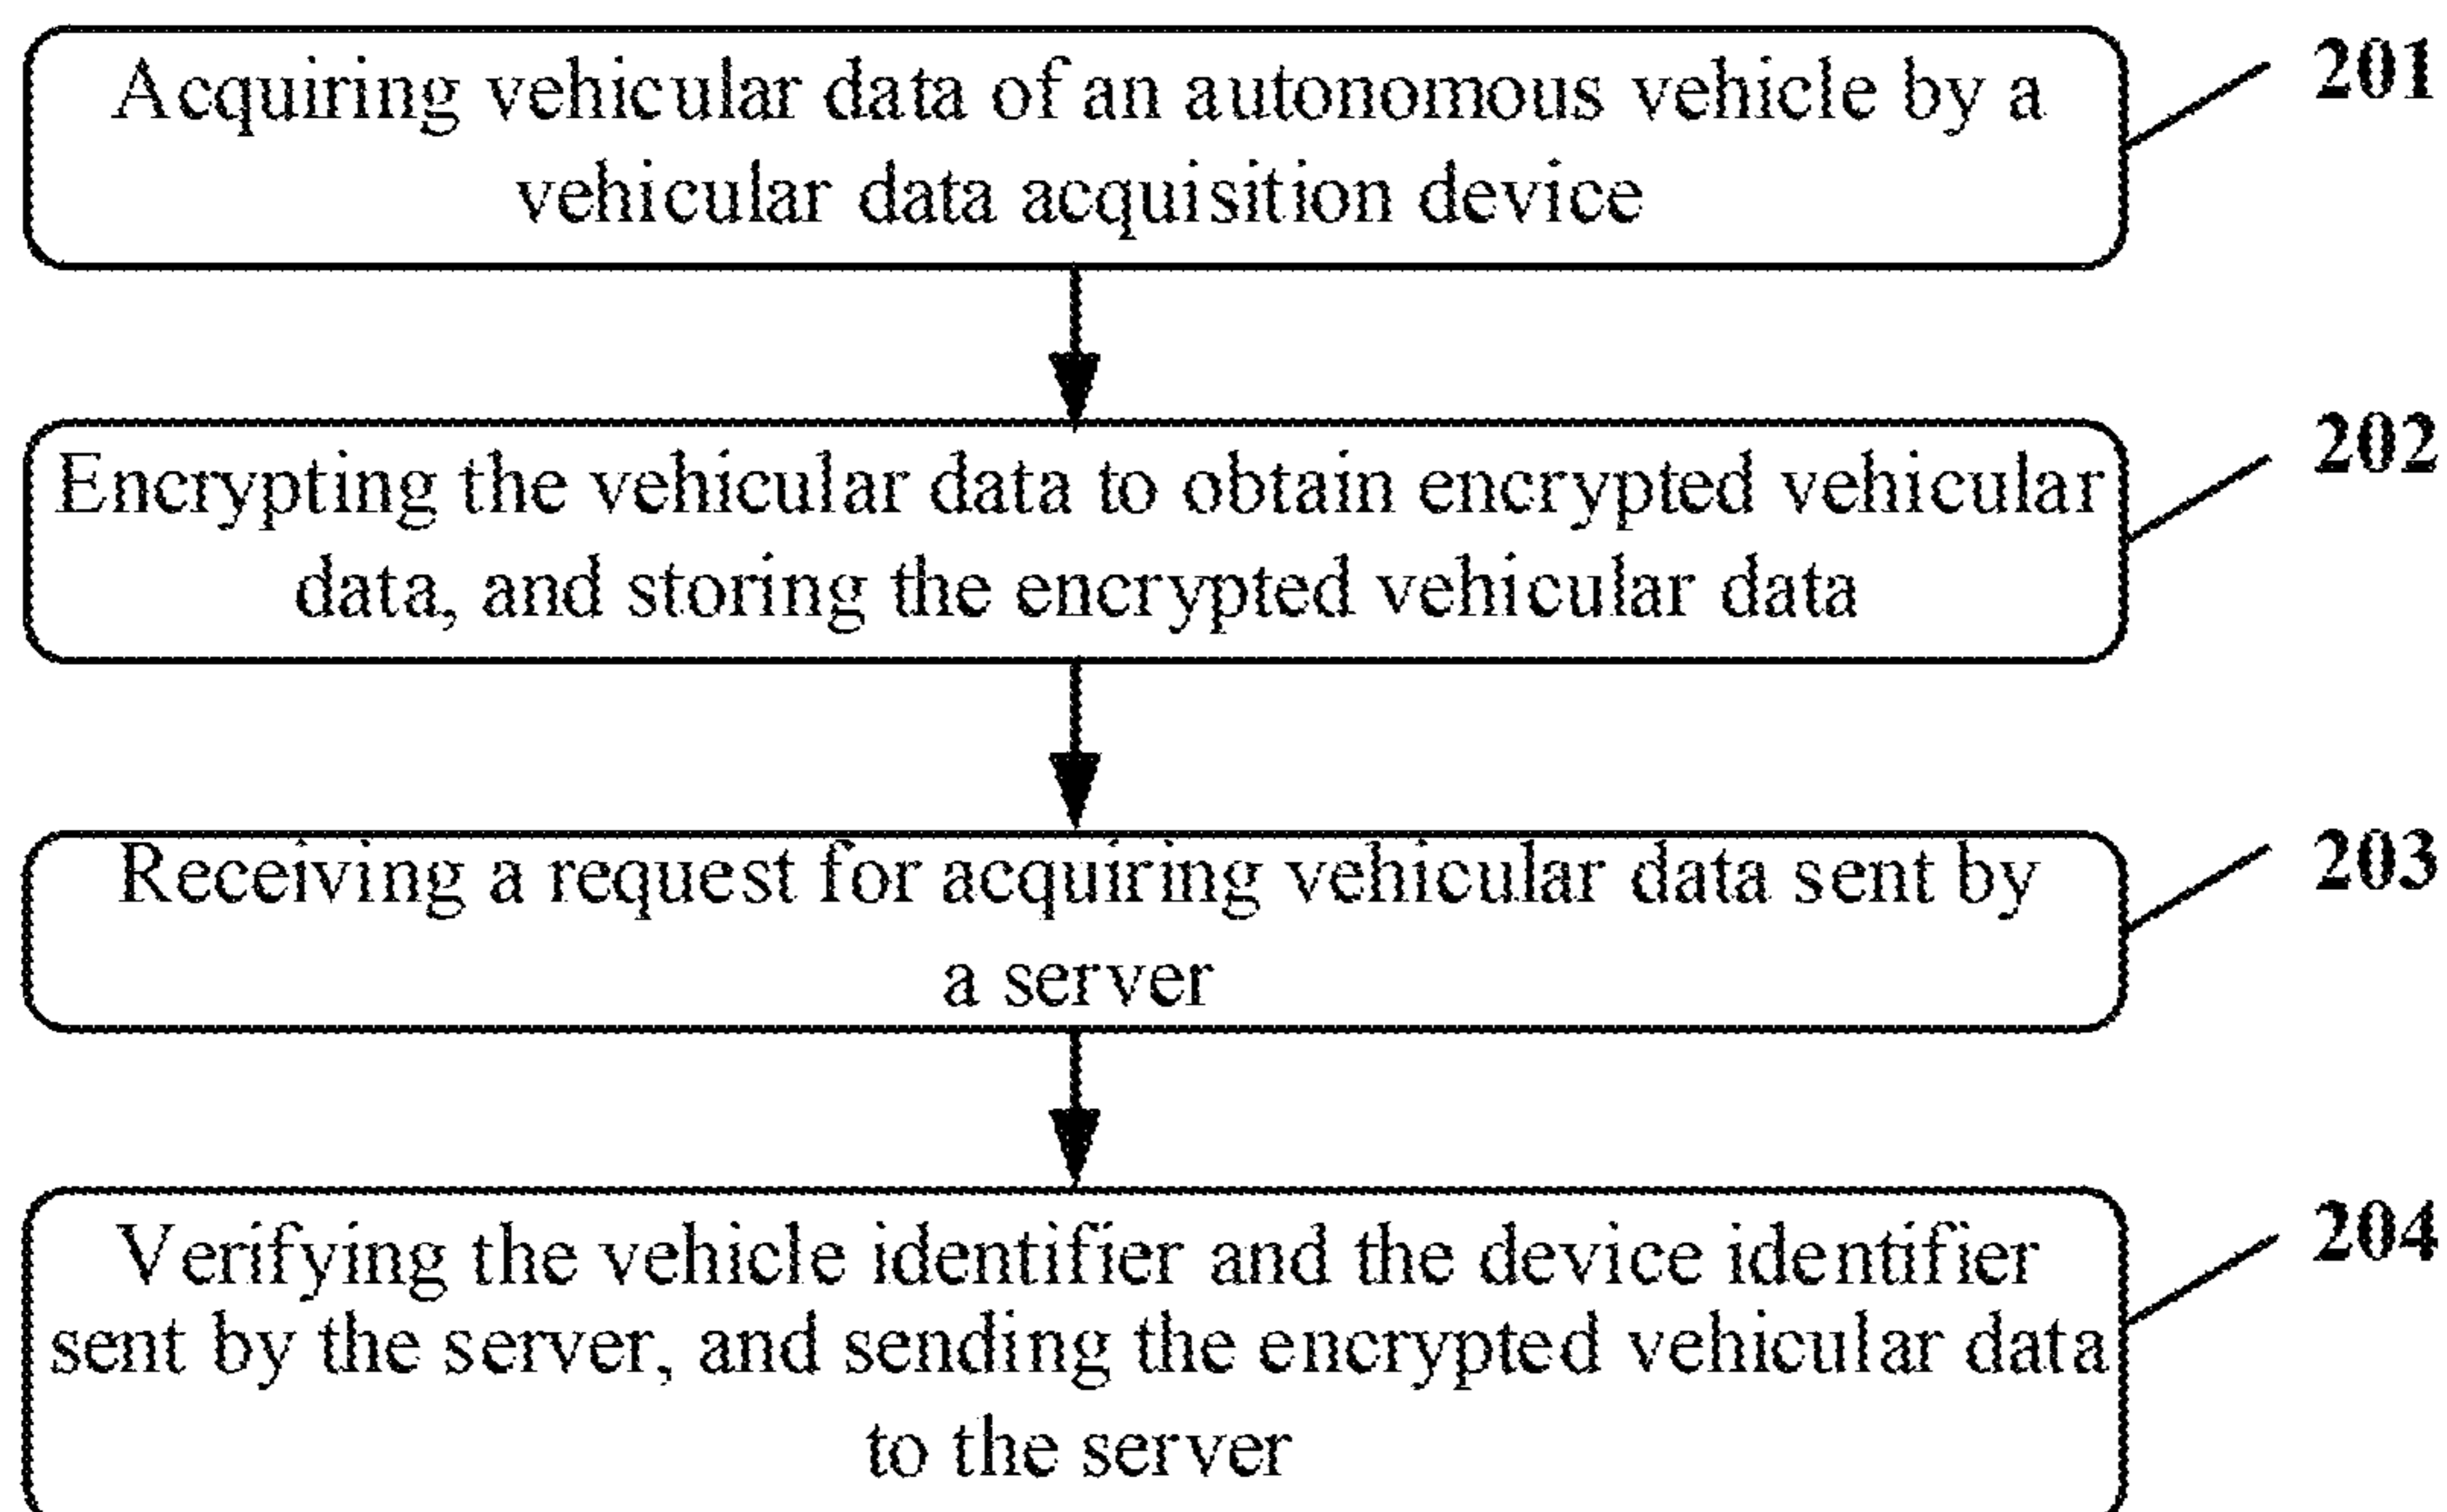 Acquiring vehicular data of an autonomous vehicle by a
vehicular data acquisition device
201
Encrypting the vehicular data to obtain encrypted vehicular
data, and storing the encrypted vehicular data
202
Receiving a request for acquiring vehicular data sent by
a server
203
Verifying the vehicle identifier and the device identifier
sent by the server, and sending the encrypted vehicular data
to the server
204